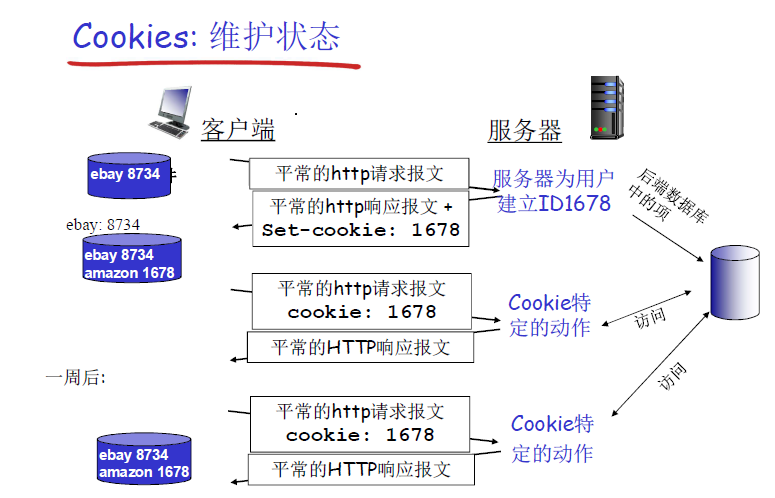 Cookies: 维护状态
客户端
服务器
ebay 8734
平常的http请求报文
服务器为用户
建立ID1678
后端数据库
中的项
平常的http响应报文 +
Set-cookie: 1678
ebay: 8734
ebay 8734
amazon 1678
平常的http请求报文
cookie: 1678
Cookie特
定的动作
访问
平常的HTTP响应报文
一周后:
访问
平常的http请求报文
cookie: 1678
Cookie特
定的动作
ebay 8734
amazon 1678
平常的HTTP响应报文